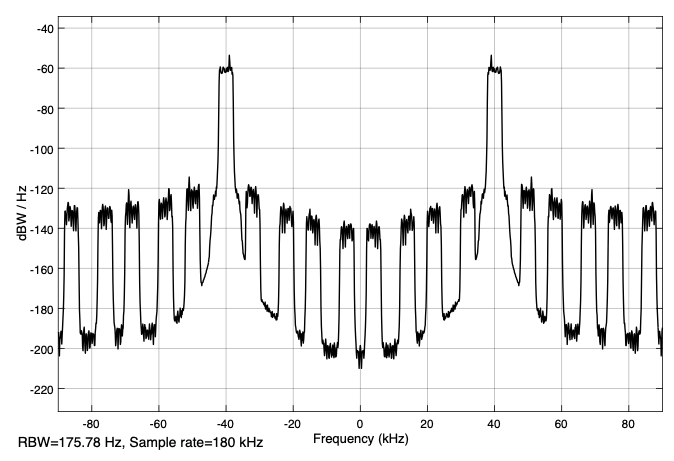 -40
-60
-80
-100
-120
-140
-160
-180
-200
-220
dBW / Hz
-80 -60 -40 -20 0 20 40 60 80
Frequency (kHz)
RBW=175.78 Hz, Sample rate=180 kHz